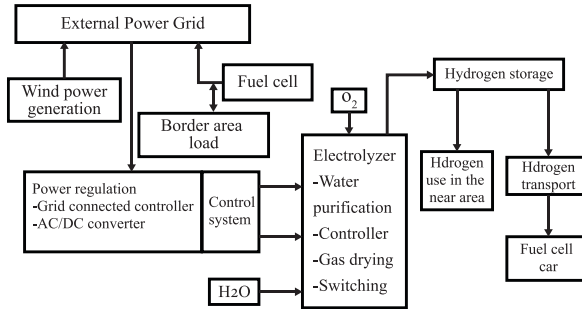 External Power Grid
Wind power
generation
Fuel cell
Border area
load
Power regulation
-Grid connected controller
-AC/DC converter
Control
system
H2O
O2
Electrolyzer
-Water
purification
-Controller
-Gas drying
-Switching
Hydrogen storage
Hdrogen
use in the
near area
Hdrogen
transport
Fuel cell
car